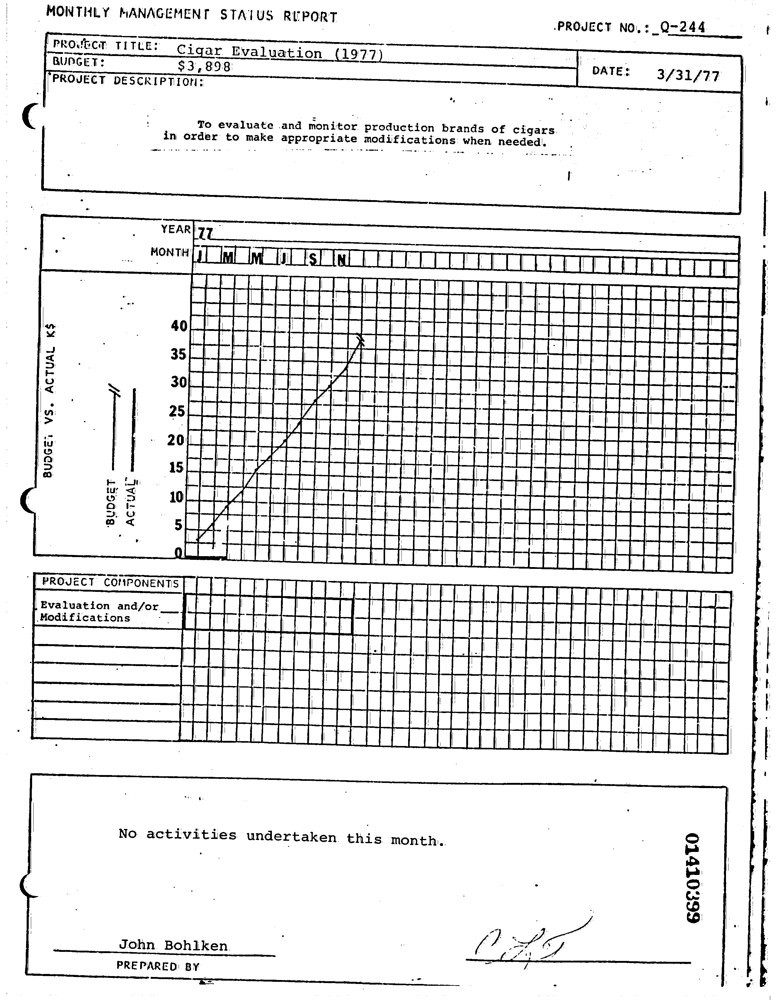 MONTHLY MANAGEMENT STATUS REPORT
PROJECT NO.: Q-244
PROJECT TITLE: Cigar Evaluation (1977)
BUDGET: $3,898
DATE: 3/31/77
PROJECT DESCRIPTION:
To evaluate and monitor production brands of cigars
in order to make appropriate modifications when needed.
YEAR 77
MONTH J M M J S N
BUDGET VS. ACTUAL K$
BUDGET
ACTUAL
40
35
30
25
20
15
10
5
0
PROJECT COMPONENTS
Evaluation and/or
Modifications
No activities undertaken this month.
01410399
John Bohlken
PREPARED BY